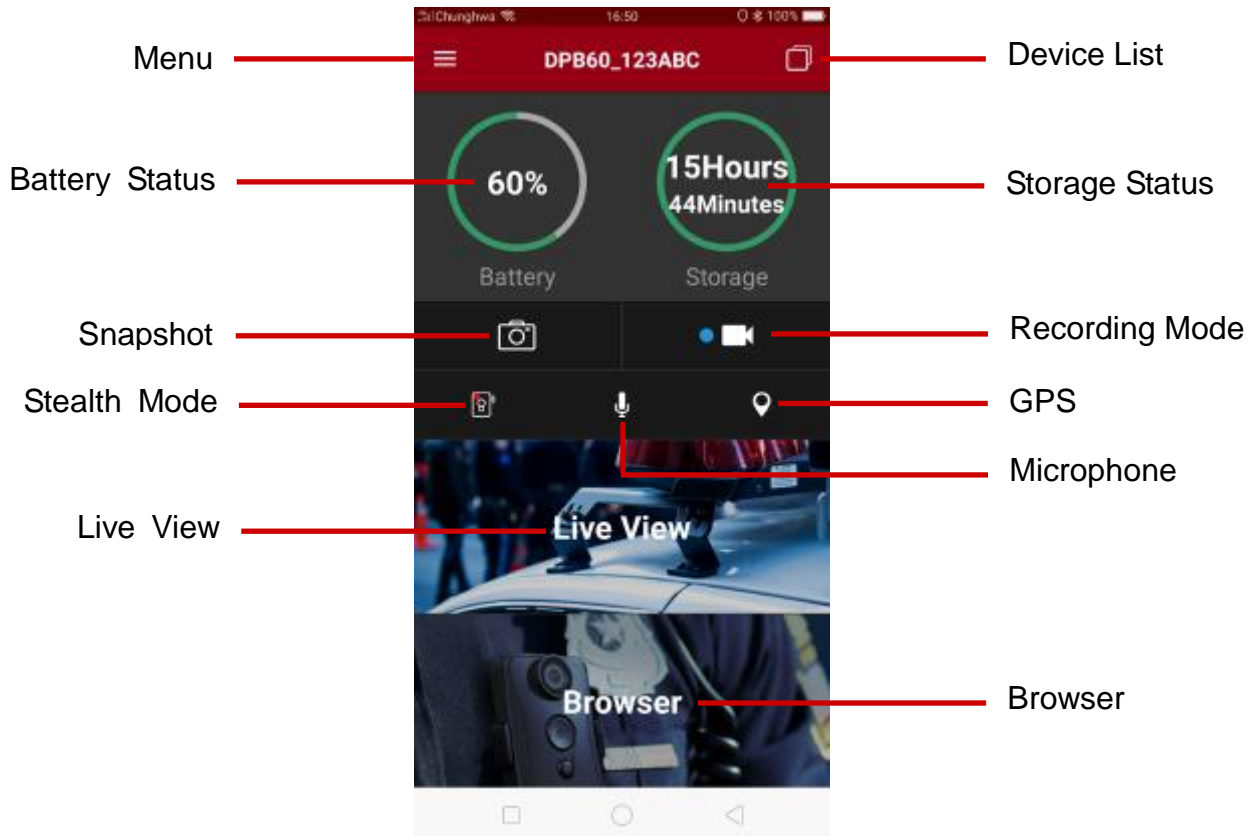 Chunghwa 16:50 100%
Menu DPB60_123ABC Device List
Battery Status 60% 15Hours
44Minutes Storage Status
Battery Storage
Snapshot Recording Mode
Stealth Mode GPS
Microphone
Live View Live View
Browser Browser